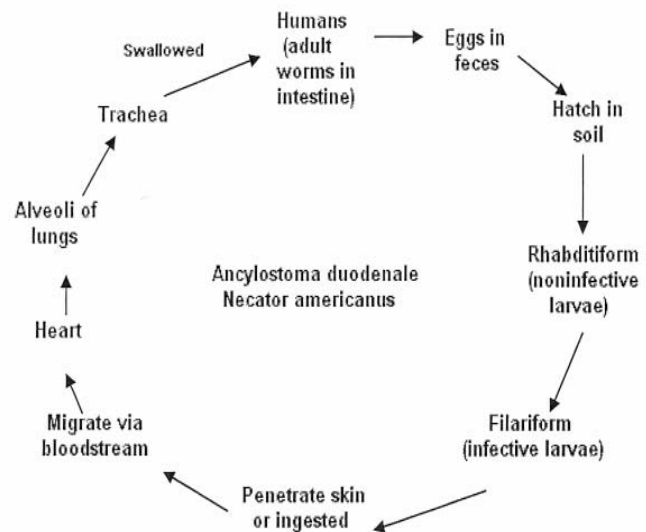 Humans
(adult
worms in
intestine)
Eggs in
feces
Hatch in
soil
Rhabditiform
(noninfective
larvae)
Filariform
(infective larvae)
Penetrate skin
or ingested
Migrate via
bloodstream
Heart
Alveoli of
lungs
Trachea
Swallowed
Ancylostoma duodenale
Necator americanus